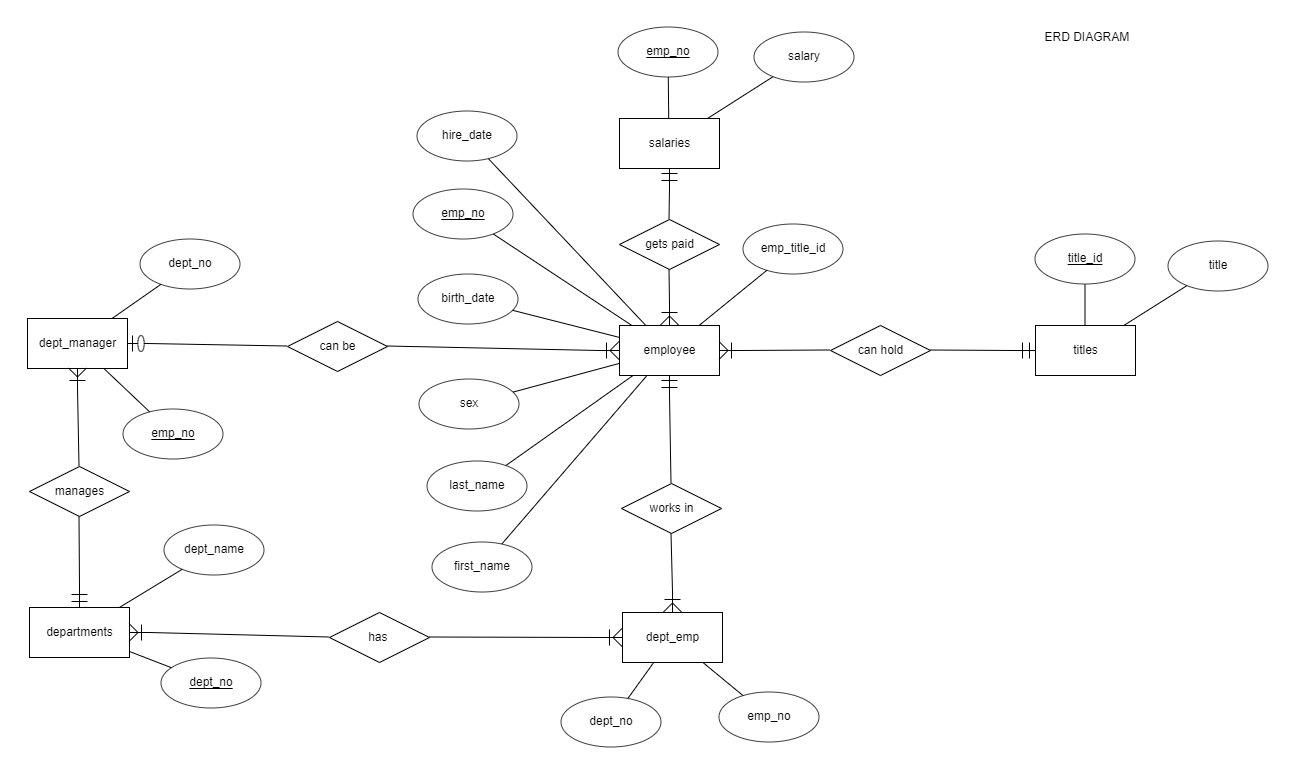 ERD DIAGRAM
emp_no
salary
hire_date
salaries
emp_no
gets paid
emp_title_id
dept_no
title_id
title
birth_date
dept_manager
can be
employee
can hold
titles
sex
emp_no
last_name
manages
works in
dept_name
first_name
departments
has
dept_emp
dept_no
dept_no
emp_no